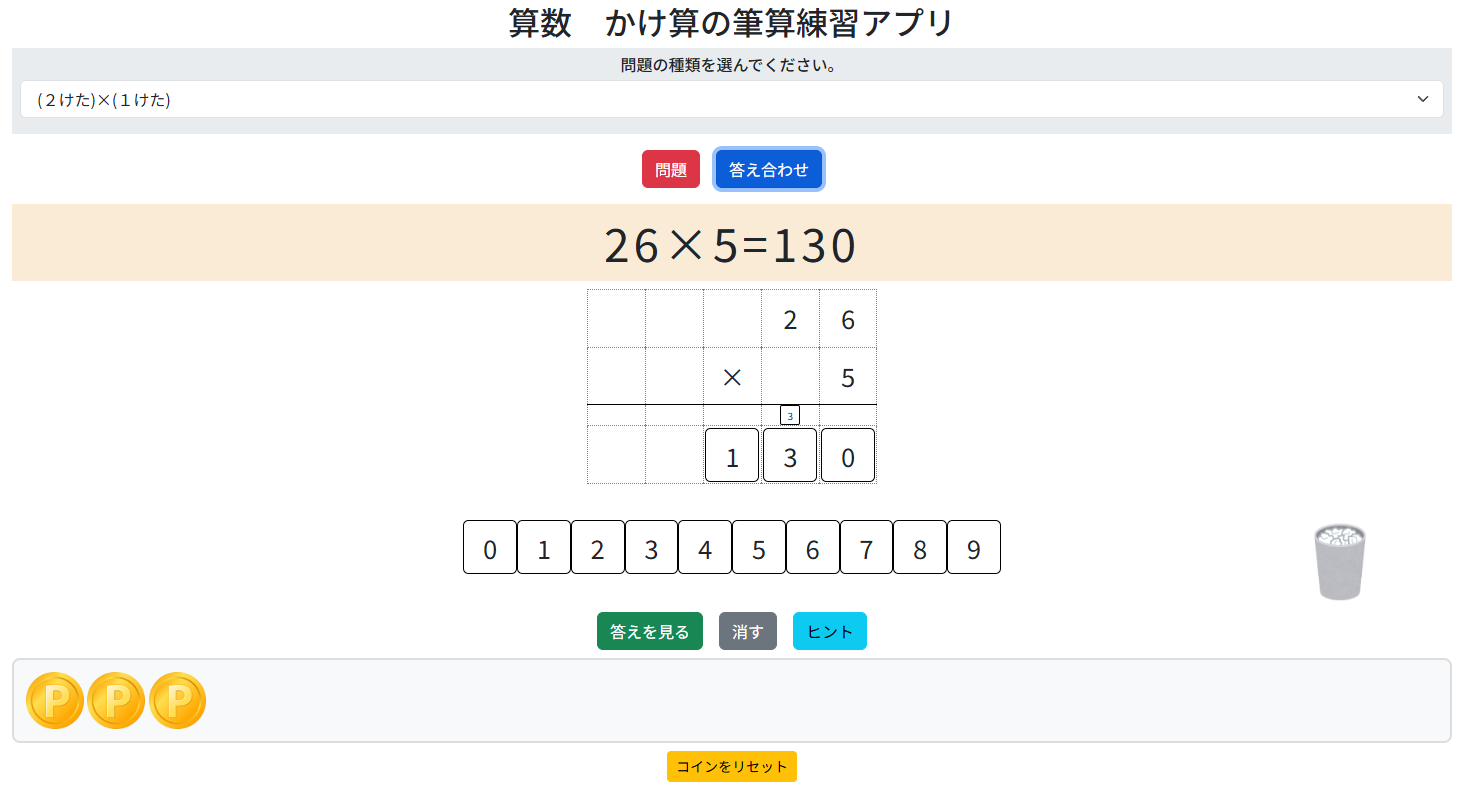 算数　かけ算の筆算練習アプリ
問題の種類を選んでください。
(２けた)×(１けた)
問題 答え合わせ
26×5=130
2 6
× 5
3
1 3 0
0 1 2 3 4 5 6 7 8 9
答えを見る 消す ヒント
P P P
コインをリセット